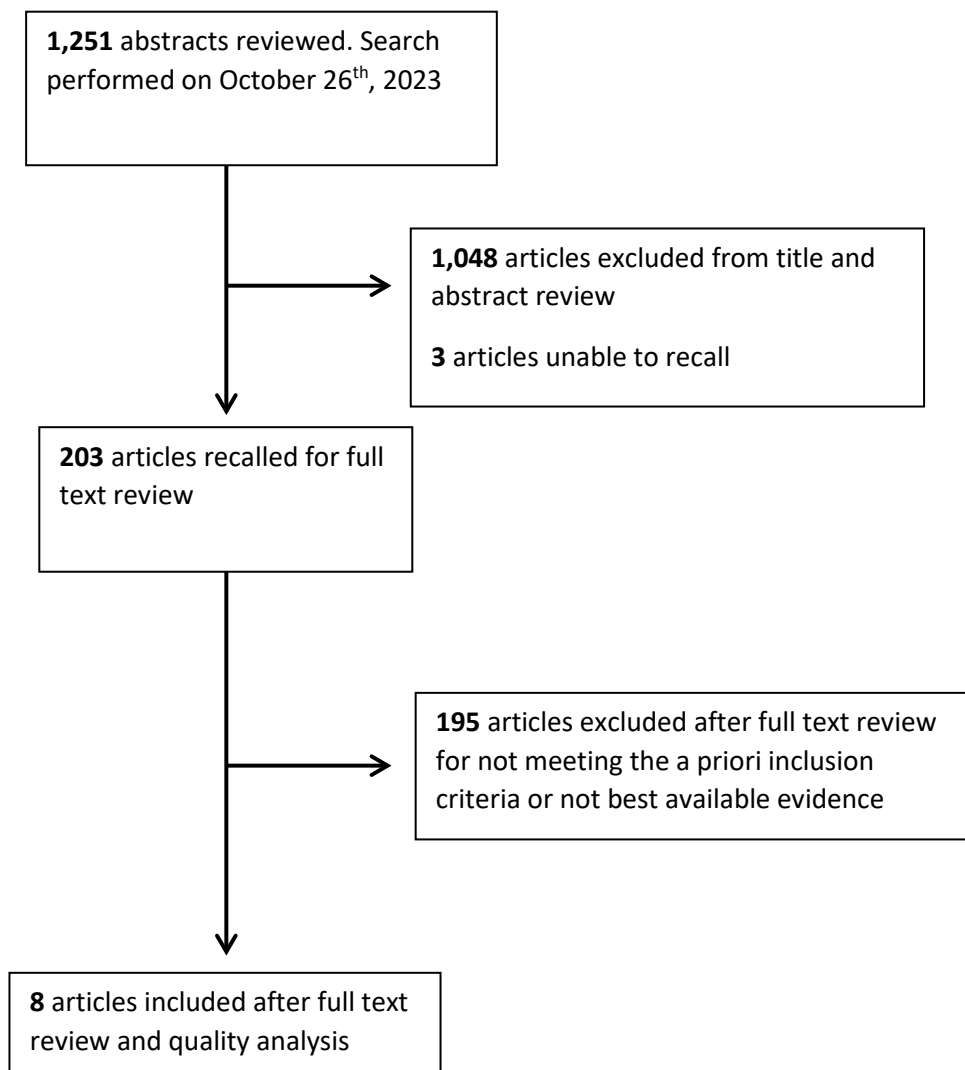 1,251 abstracts reviewed. Search
performed on October 26th, 2023
1,048 articles excluded from title and
abstract review
3 articles unable to recall
203 articles recalled for full
text review
195 articles excluded after full text review
for not meeting the a priori inclusion
criteria or not best available evidence
8 articles included after full text
review and quality analysis